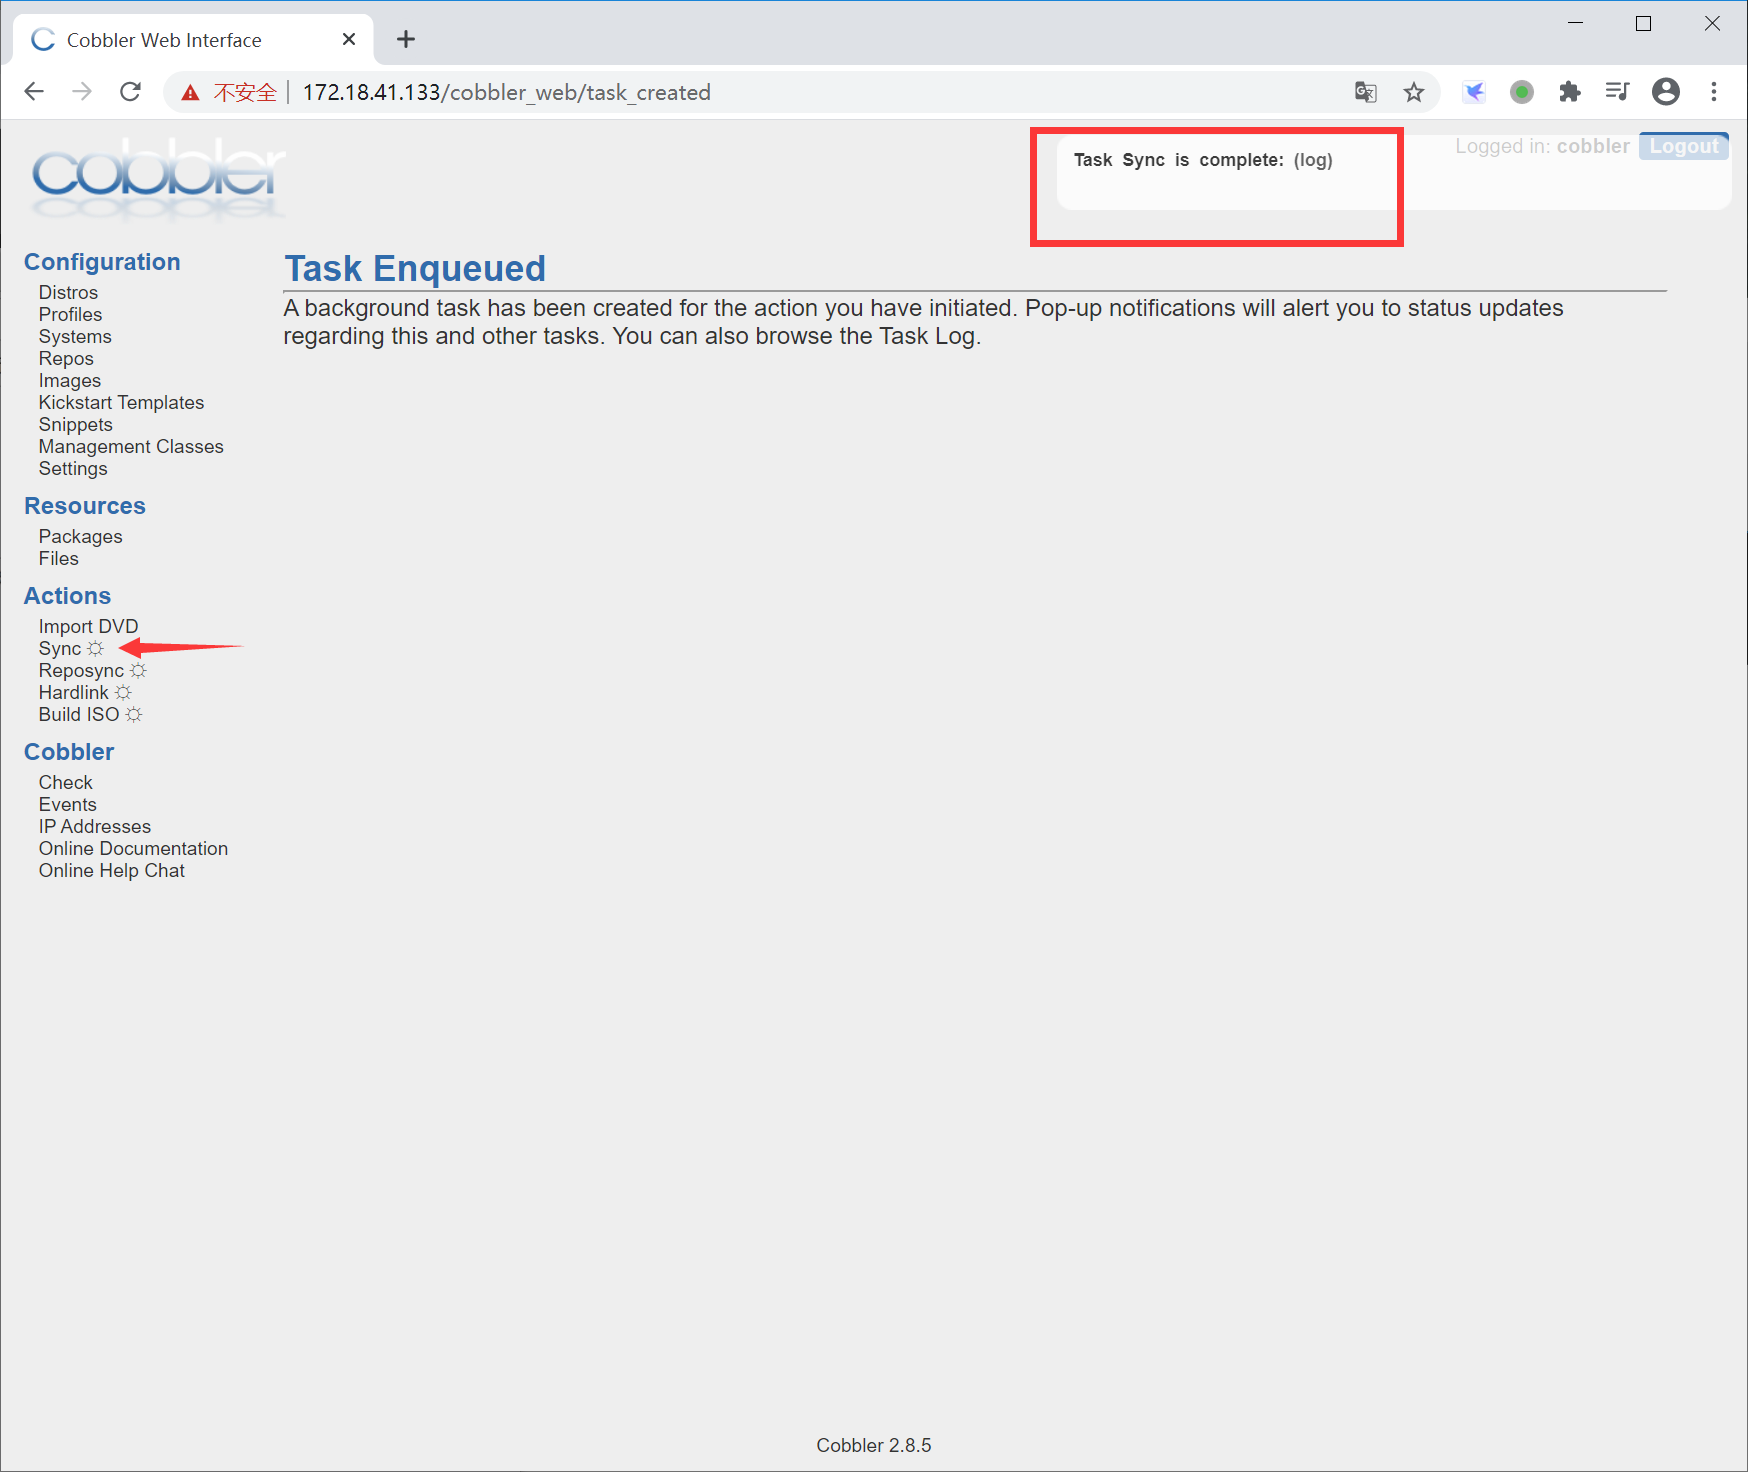 Cobbler Web Interface
不安全 172.18.41.133/cobbler_web/task_created
cobbler
Task Sync is complete: (log)
Logged in: cobbler Logout
Configuration
Distros
Profiles
Systems
Repos
Images
Kickstart Templates
Snippets
Management Classes
Settings
Resources
Packages
Files
Actions
Import DVD
Sync
Reposync
Hardlink
Build ISO
Cobbler
Check
Events
IP Addresses
Online Documentation
Online Help Chat
Task Enqueued
A background task has been created for the action you have initiated. Pop-up notifications will alert you to status updates
regarding this and other tasks. You can also browse the Task Log.
Cobbler 2.8.5